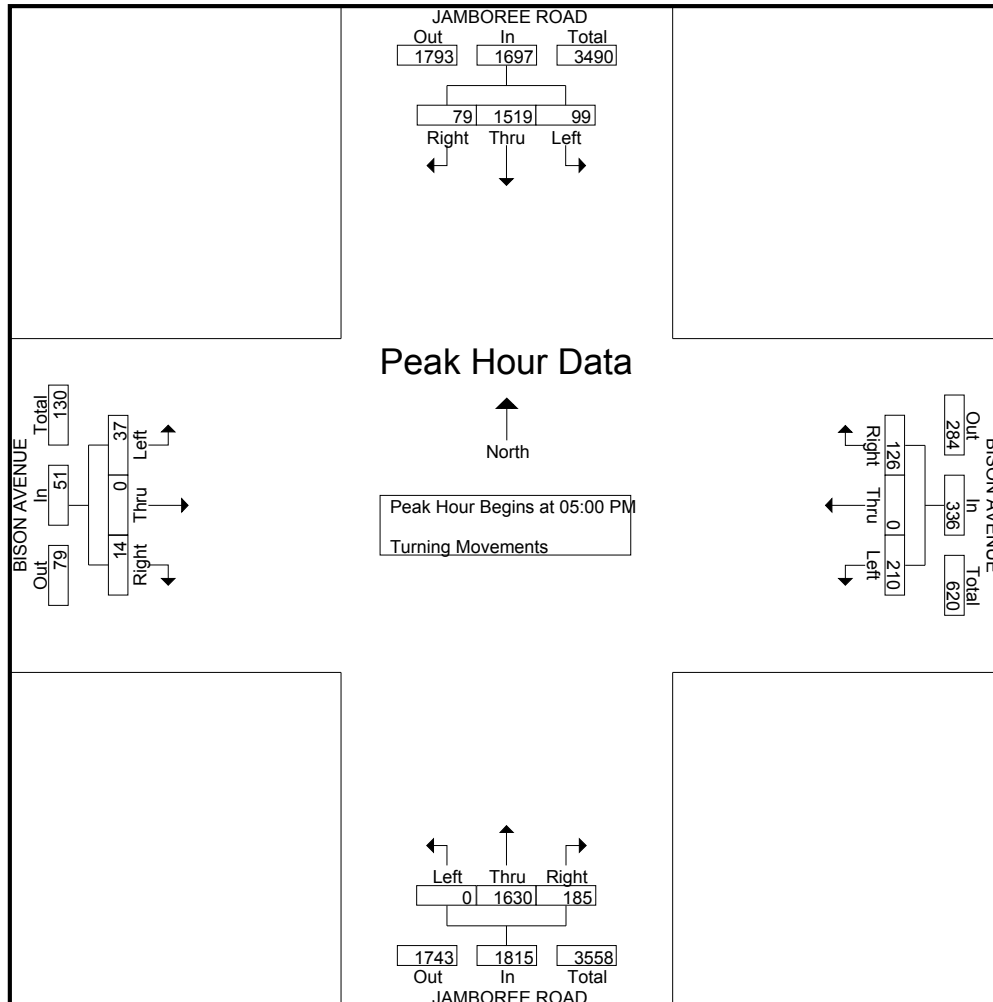 JAMBOREE ROAD
Out In Total
1793 1697 3490
79 1519 99
Right Thru Left
Peak Hour Data
North
Peak Hour Begins at 05:00 PM
Turning Movements
BISON AVENUE
Out In Total
79 51 130
14 0 37
Right Thru Left
BISON AVENUE
Out In Total
284 336 620
126 0 210
Right Thru Left
Left Thru Right
0 1630 185
1743 1815 3558
Out In Total
JAMBOREE ROAD